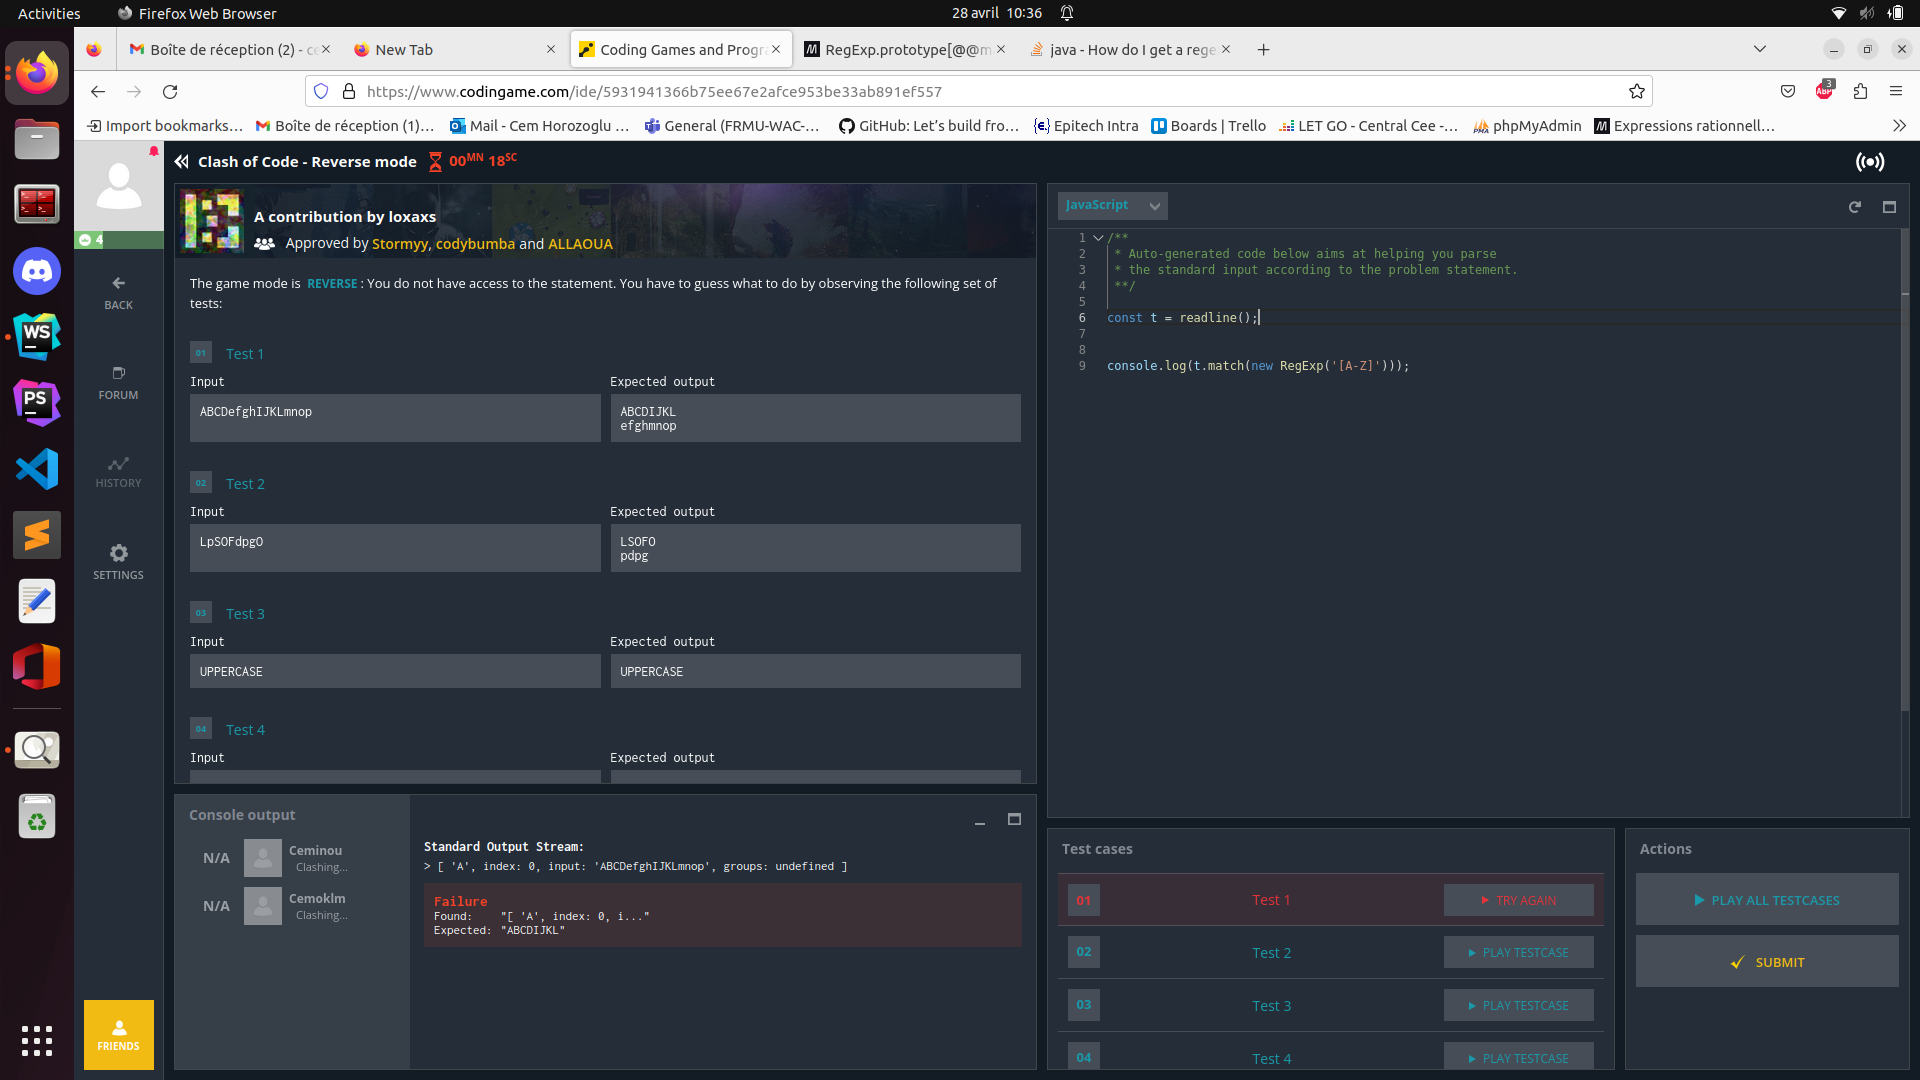 Activities
Firefox Web Browser
28 avril 10:36
Boîte de réception (2) - ce
New Tab
Coding Games and Progra
RegExp.prototype[@@m
java - How do I get a rege
https://www.codingame.com/ide/5931941366b75ee67e2afce953be33ab891ef557
3
ABP
Import bookmarks…
Boîte de réception (1)…
Mail - Cem Horozoglu …
General (FRMU-WAC-…
GitHub: Let's build fro…
Epitech Intra
Boards | Trello
LET GO - Central Cee -…
phpMyAdmin
Expressions rationnell…
Clash of Code - Reverse mode
00MN 18SC
4
BACK
FORUM
HISTORY
SETTINGS
FRIENDS
WS
PS
A contribution by loxaxs
Approved by Stormyy, codybumba and ALLAOUA
The game mode is REVERSE : You do not have access to the statement. You have to guess what to do by observing the following set of
tests:
01 Test 1
Input
Expected output
ABCDefghIJKLmnop
ABCDIJKL
efghmnop
02 Test 2
Input
Expected output
LpSOFdpgO
LSOFO
pdpg
03 Test 3
Input
Expected output
UPPERCASE
UPPERCASE
04 Test 4
Input
Expected output
JavaScript
1 /**
2 * Auto-generated code below aims at helping you parse
3 * the standard input according to the problem statement.
4 **/
5
6 const t = readline();
7
8
9 console.log(t.match(new RegExp('[A-Z]')));
Console output
N/A
Ceminou
Clashing...
N/A
Cemoklm
Clashing...
Standard Output Stream:
> [ 'A', index: 0, input: 'ABCDefghIJKLmnop', groups: undefined ]
Failure
Found: "[ 'A', index: 0, i..."
Expected: "ABCDIJKL"
Test cases
01 Test 1 TRY AGAIN
02 Test 2 PLAY TESTCASE
03 Test 3 PLAY TESTCASE
04 Test 4 PLAY TESTCASE
Actions
PLAY ALL TESTCASES
SUBMIT